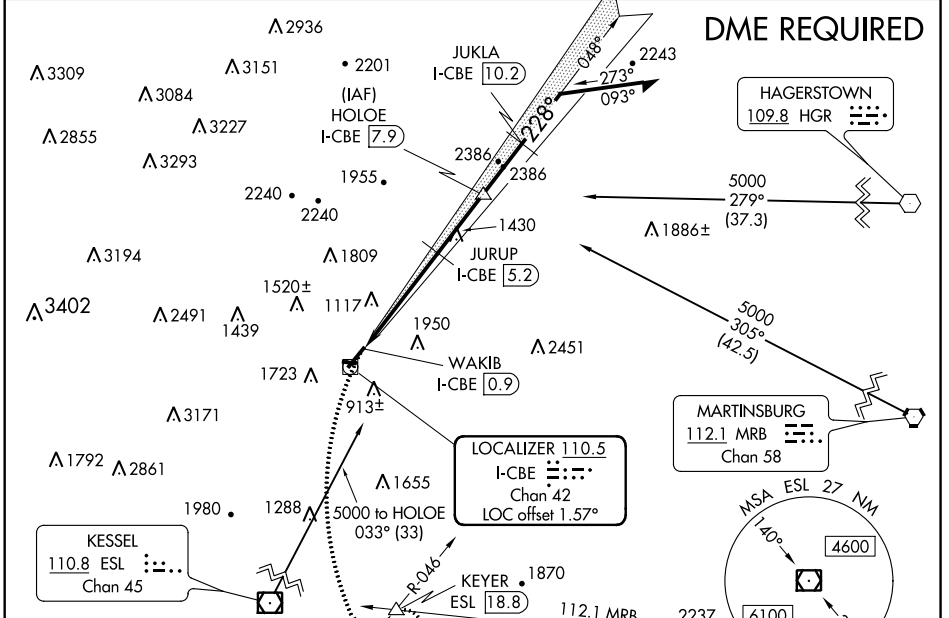 DME REQUIRED
2936
3309
3151
2201
JUKLA
I-CBE 10.2
048°
2243
273°
093°
3084
(IAF)
HOLOE
I-CBE 7.9
228°
HAGERSTOWN
109.8 HGR
2855
3227
3293
2386
2386
1955
2240
2240
5000
279°
(37.3)
1430
1886±
3194
1809
JURUP
I-CBE 5.2
3402
2491
1439
1520±
1117
1950
2451
5000
305°
(42.5)
1723
WAKIB
I-CBE 0.9
913±
3171
MARTINSBURG
112.1 MRB
Chan 58
1792
2861
LOCALIZER 110.5
I-CBE
Chan 42
LOC offset 1.57°
1655
1980
1288
5000 to HOLOE
033° (33)
MSA ESL 27 NM
140°
4600
KESSEL
110.8 ESL
Chan 45
R-046
KEYER
ESL 18.8
1870
112.1 MRB
2237
6100